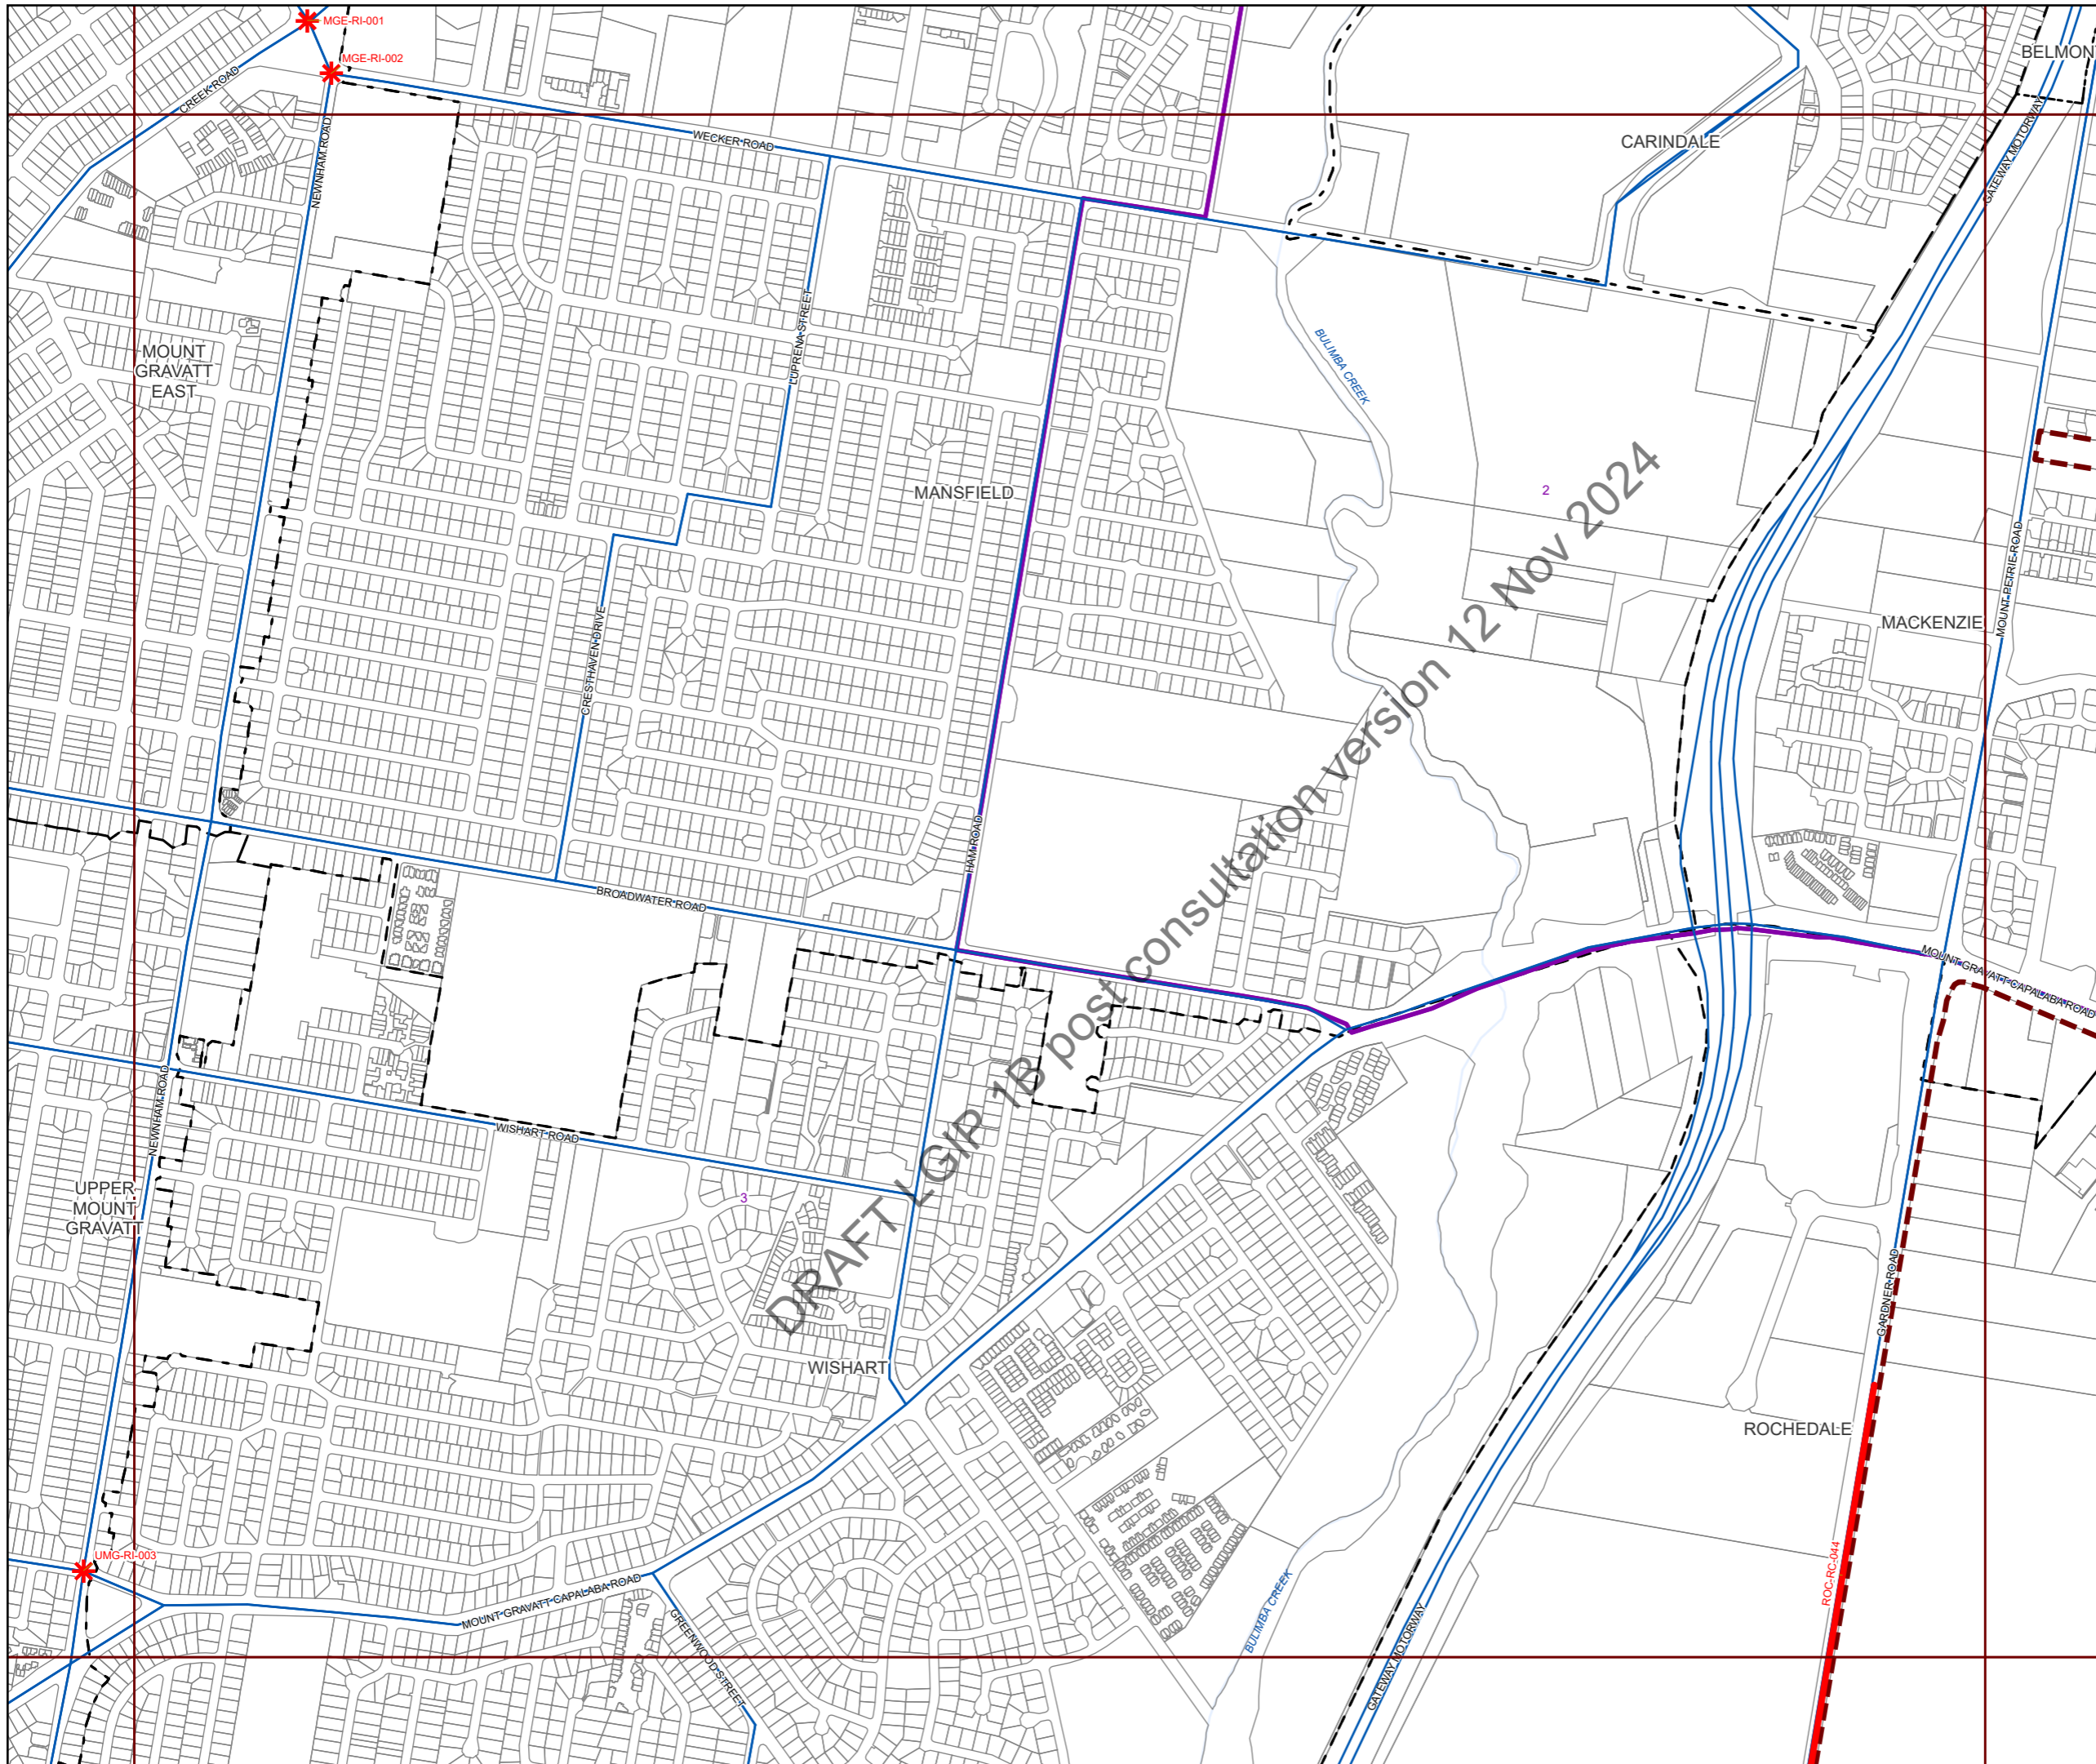 MGE-RI-001
MGE-RI-002
BELMON
CREEK ROAD
NEWNHAM ROAD
WECKER ROAD
CARINDALE
GATEWAY MOTORWAY
MOUNT
GRAVATT
EAST
LUPRENA STREET
BULIMBA CREEK
MANSFIELD
2
MOUNT PETRIE ROAD
MACKENZIE
CRESTHAVEN DRIVE
HAM ROAD
BROADWATER ROAD
MOUNT GRAVATT CAPALABA ROAD
DRAFT LGIP 1B post consultation version 12 Nov 2024
NEWNHAM ROAD
WISHART ROAD
UPPER
MOUNT
GRAVATT
3
GARDNER ROAD
WISHART
ROCHEDALE
UMG-RI-003
ROC-RC-044
MOUNT GRAVATT CAPALABA ROAD
GREENWOOD STREET
BULIMBA CREEK
GATEWAY MOTORWAY